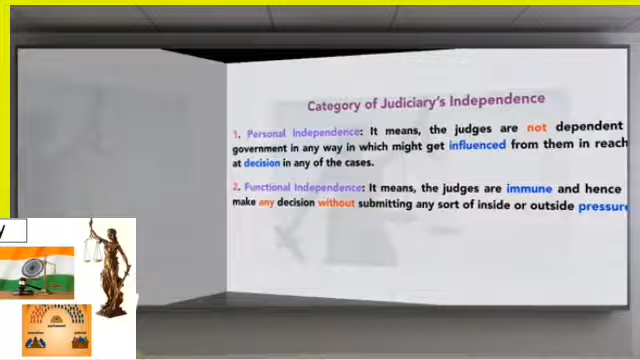 Category of Judiciary's Independence
1. Personal Independence: It means, the judges are not dependent
government in any way in which might get influenced from them in reach
at decision in any of the cases.
2. Functional Independence: It means, the judges are immune and hence
make any decision without submitting any sort of inside or outside pressure
y